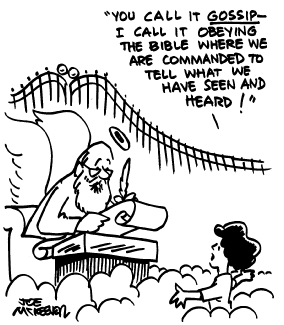 "YOU CALL IT GOSSIP—
I CALL IT OBEYING
THE BIBLE WHERE WE
ARE COMMANDED TO
TELL WHAT WE
HAVE SEEN AND
HEARD!"
JOE
MCKEEVER